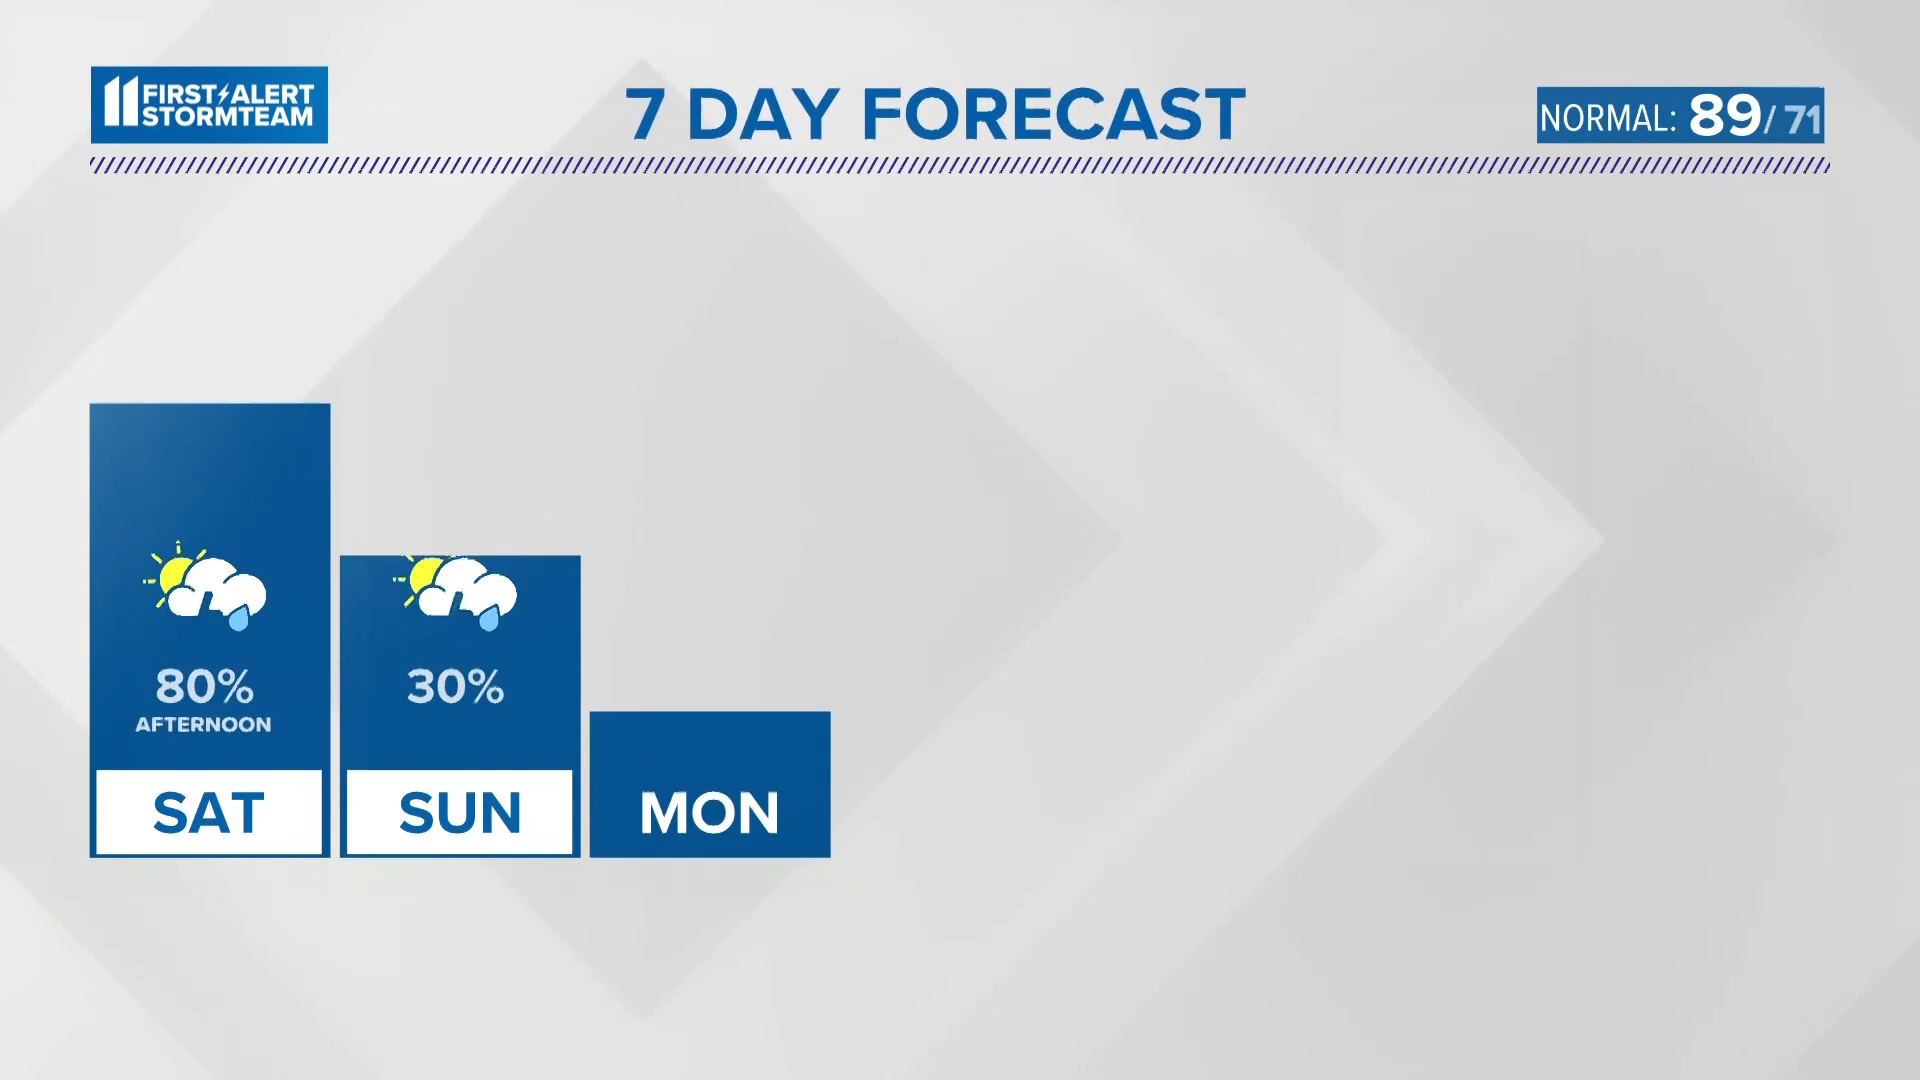 11 FIRST ALERT
STORMTEAM
7 DAY FORECAST
NORMAL: 89/ 71
80%
AFTERNOON
SAT
30%
SUN
MON